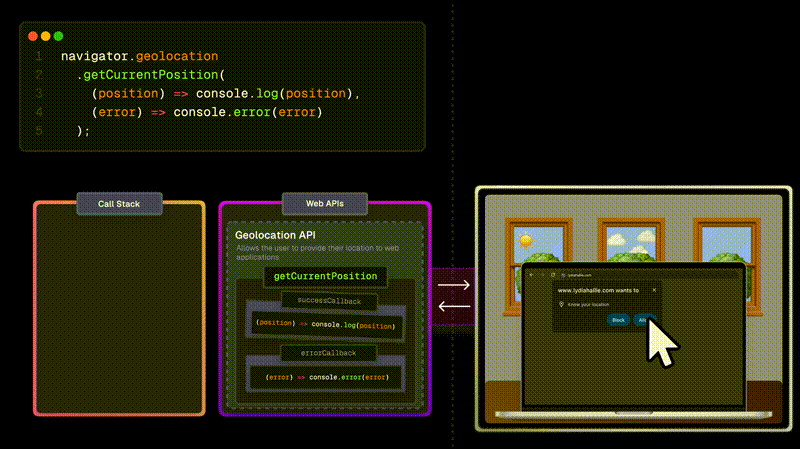 1 navigator.geolocation
2 .getCurrentPosition(
3 (position) => console.log(position),
4 (error) => console.error(error)
5 );
Call Stack
Web APIs
Geolocation API
Allows the user to provide their location to web
applications
getCurrentPosition
successCallback
(position) => console.log(position)
errorCallback
(error) => console.error(error)
lydiahallie.com
www.lydiahallie.com wants to
Know your location
Block